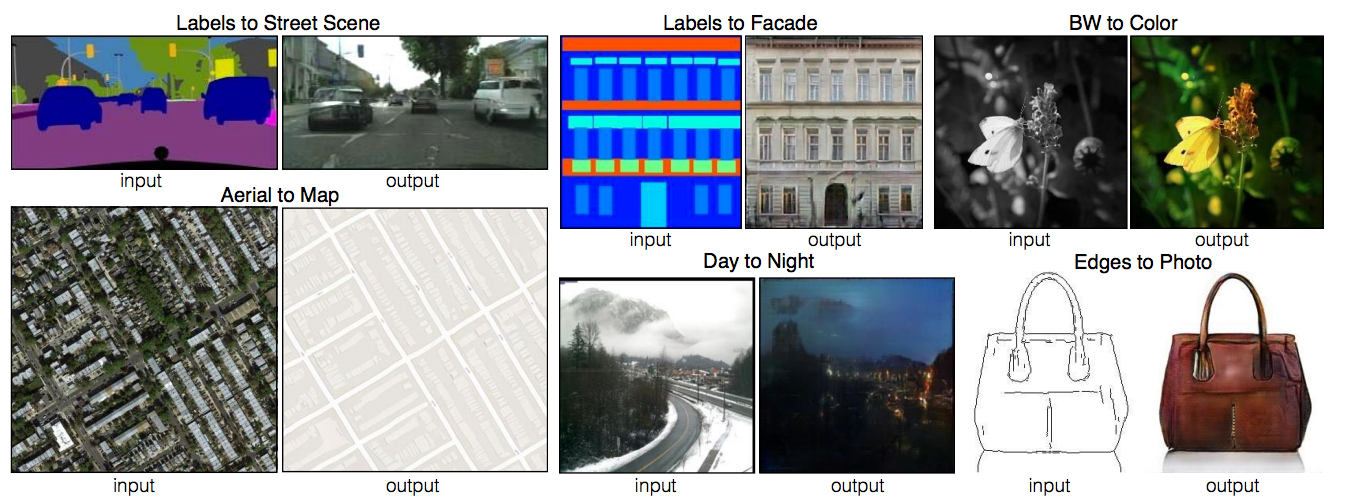 Labels to Street Scene
input
output
Aerial to Map
input
output
Labels to Facade
input
output
Day to Night
input
output
BW to Color
input
output
Edges to Photo
input
output